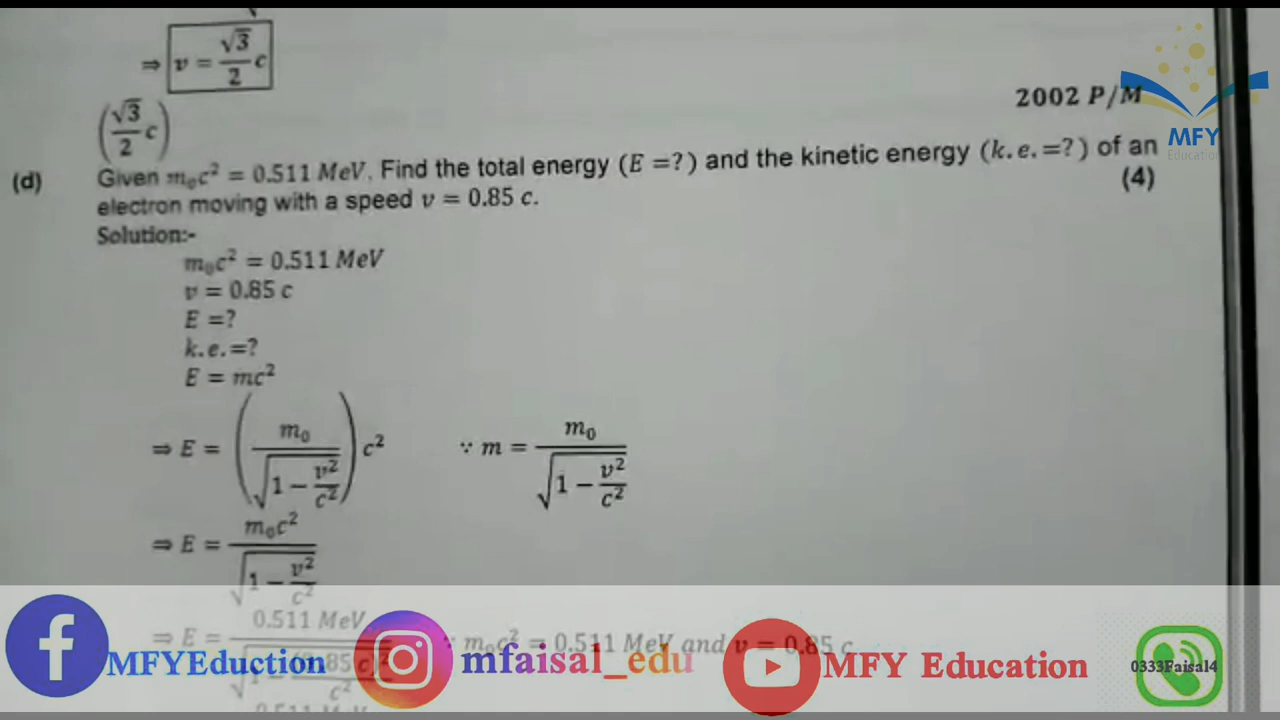 ⇒ v = √3/2 c
(√3/2 c)
2002 P/M
MFY
Education
(d) Given m₀c² = 0.511 MeV. Find the total energy (E =?) and the kinetic energy (k.e.=?) of an
electron moving with a speed v = 0.85 c. (4)
Solution:-
m₀c² = 0.511 MeV
v = 0.85 c
E =?
k.e.=?
E = mc²
⇒ E = (m₀/√(1 − v²/c²)) c² ∵ m = m₀/√(1 − v²/c²)
⇒ E = m₀c²/√(1 − v²/c²)
⇒ E = 0.511 MeV ∵ m₀c² = 0.511 MeV and v = 0.85 c
MFYEduction mfaisal_edu MFY Education 0333Faisal4